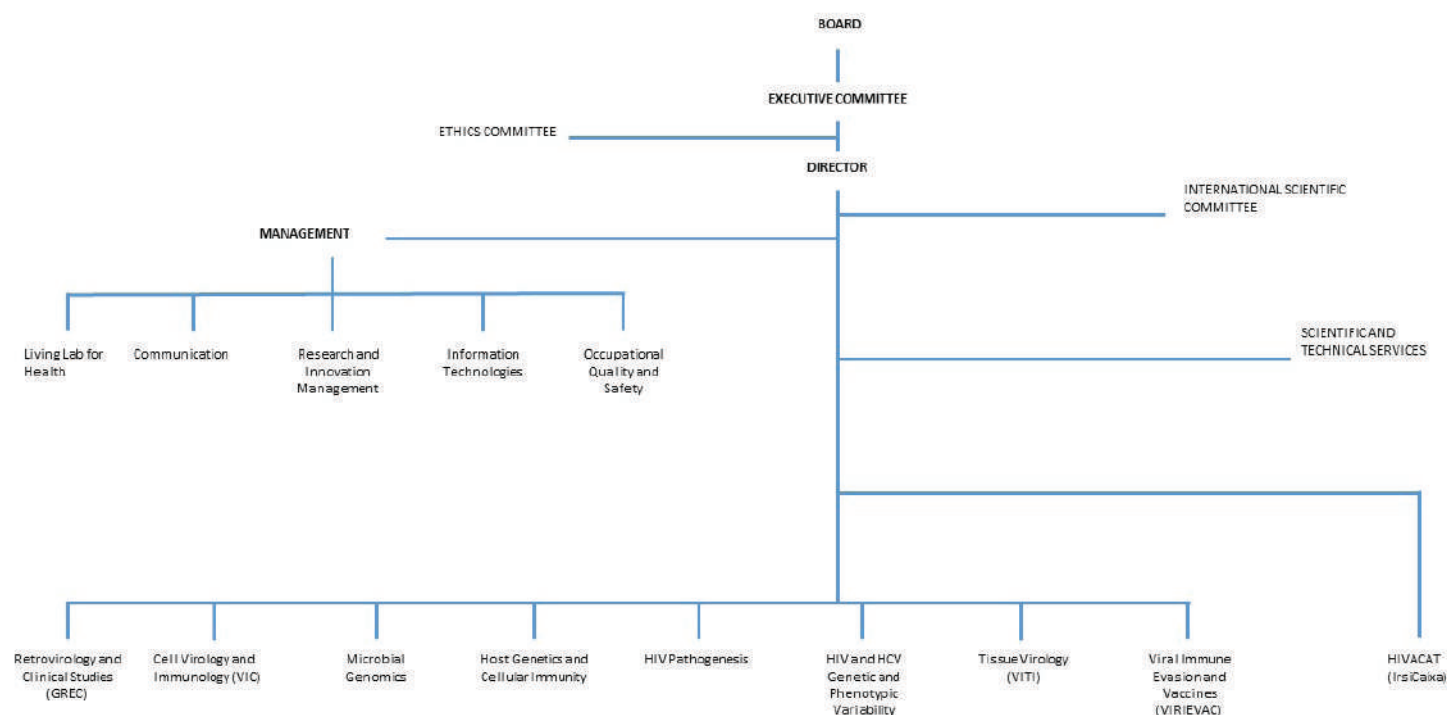 BOARD
EXECUTIVE COMMITTEE
ETHICS COMMITTEE
DIRECTOR
INTERNATIONAL SCIENTIFIC
COMMITTEE
MANAGEMENT
Living Lab for
Health
Communication
Research and
Innovation
Management
Information
Technologies
Occupational
Quality and
Safety
SCIENTIFIC AND
TECHNICAL SERVICES
Retrovirology and
Clinical Studies
(GREC)
Cell Virology and
Immunology (VIC)
Microbial
Genomics
Host Genetics and
Cellular Immunity
HIV Pathogenesis
HIV and HCV
Genetic and
Phenotypic
Variability
Tissue Virology
(VITI)
Viral Immune
Evasion and
Vaccines
(VIRIEVAC)
HIVACAT
(IrsiCaixa)